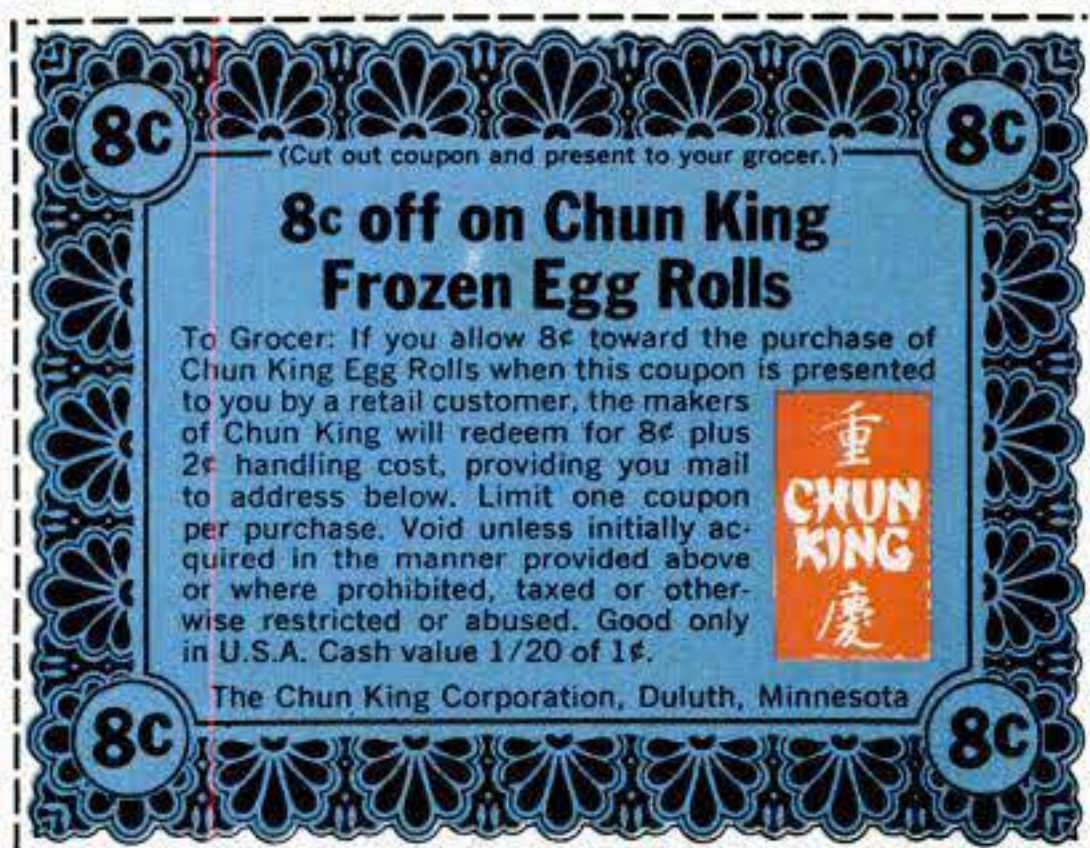 8c
8c
(Cut out coupon and present to your grocer.)
8c off on Chun King
Frozen Egg Rolls
To Grocer: If you allow 8¢ toward the purchase of
Chun King Egg Rolls when this coupon is presented
to you by a retail customer, the makers
of Chun King will redeem for 8¢ plus
2¢ handling cost, providing you mail
to address below. Limit one coupon
per purchase. Void unless initially ac-
quired in the manner provided above
or where prohibited, taxed or other-
wise restricted or abused. Good only
in U.S.A. Cash value 1/20 of 1¢.
重
CHUN
KING
慶
The Chun King Corporation, Duluth, Minnesota
8c
8c